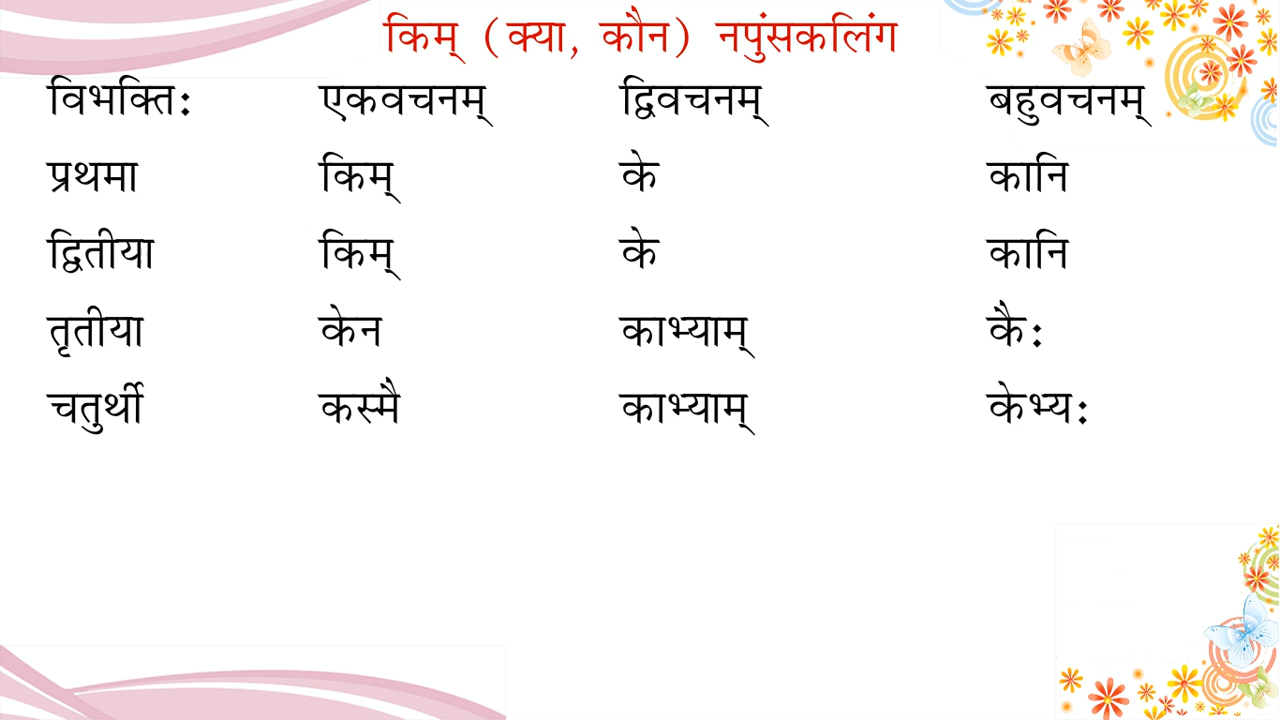 किम् (क्या, कौन) नपुंसकलिंग
विभक्तिः एकवचनम् द्विवचनम् बहुवचनम्
प्रथमा किम् के कानि
द्वितीया किम् के कानि
तृतीया केन काभ्याम् कैः
चतुर्थी कस्मै काभ्याम् केभ्यः